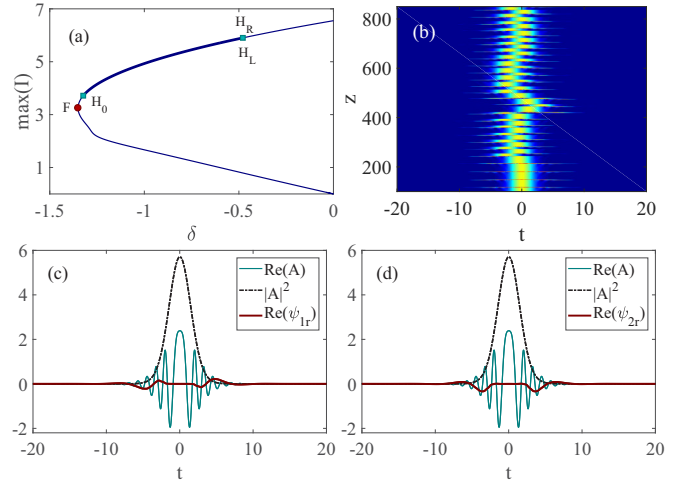 7
5
3
1
max(I)
(a)
H_R
H_L
F
H_0
-1.5
-1
-0.5
0
δ
(b)
800
600
400
200
z
-20
-10
0
10
20
t
(c)
Re(A)
|A|^2
Re(ψ_1r)
6
4
2
0
-2
-20
-10
0
10
20
t
(d)
Re(A)
|A|^2
Re(ψ_2r)
6
4
2
0
-2
-20
-10
0
10
20
t